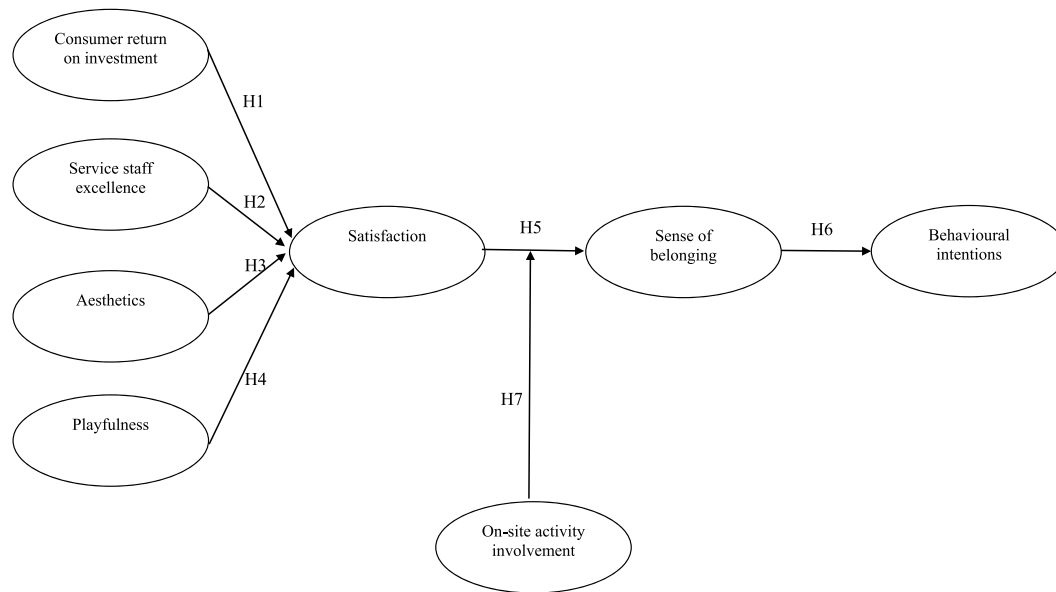 Consumer return
on investment
H1
Service staff
excellence
H2
H3
Aesthetics
H4
Playfulness
Satisfaction
H5
Sense of
belonging
H6
Behavioural
intentions
H7
On-site activity
involvement